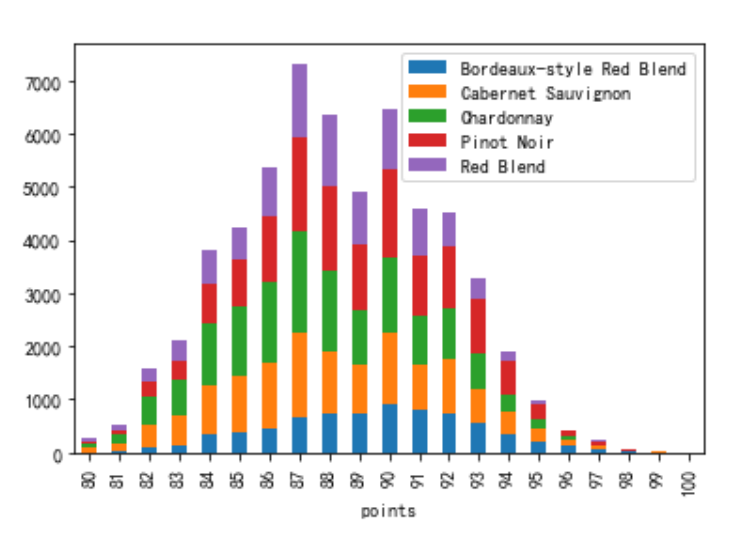 7000
6000
5000
4000
3000
2000
1000
0
Bordeaux-style Red Blend
Cabernet Sauvignon
Chardonnay
Pinot Noir
Red Blend
80 81 82 83 84 85 86 87 88 89 90 91 92 93 94 95 96 97 98 99 100
points